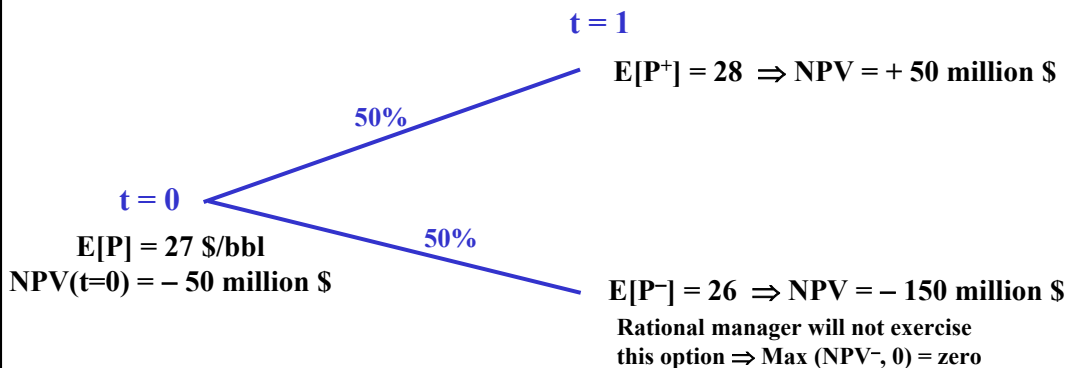 t = 1
E[P⁺] = 28 ⇒ NPV = + 50 million $
50%
t = 0
E[P] = 27 $/bbl
NPV(t=0) = – 50 million $
50%
E[P⁻] = 26 ⇒ NPV = – 150 million $
Rational manager will not exercise
this option ⇒ Max (NPV⁻, 0) = zero